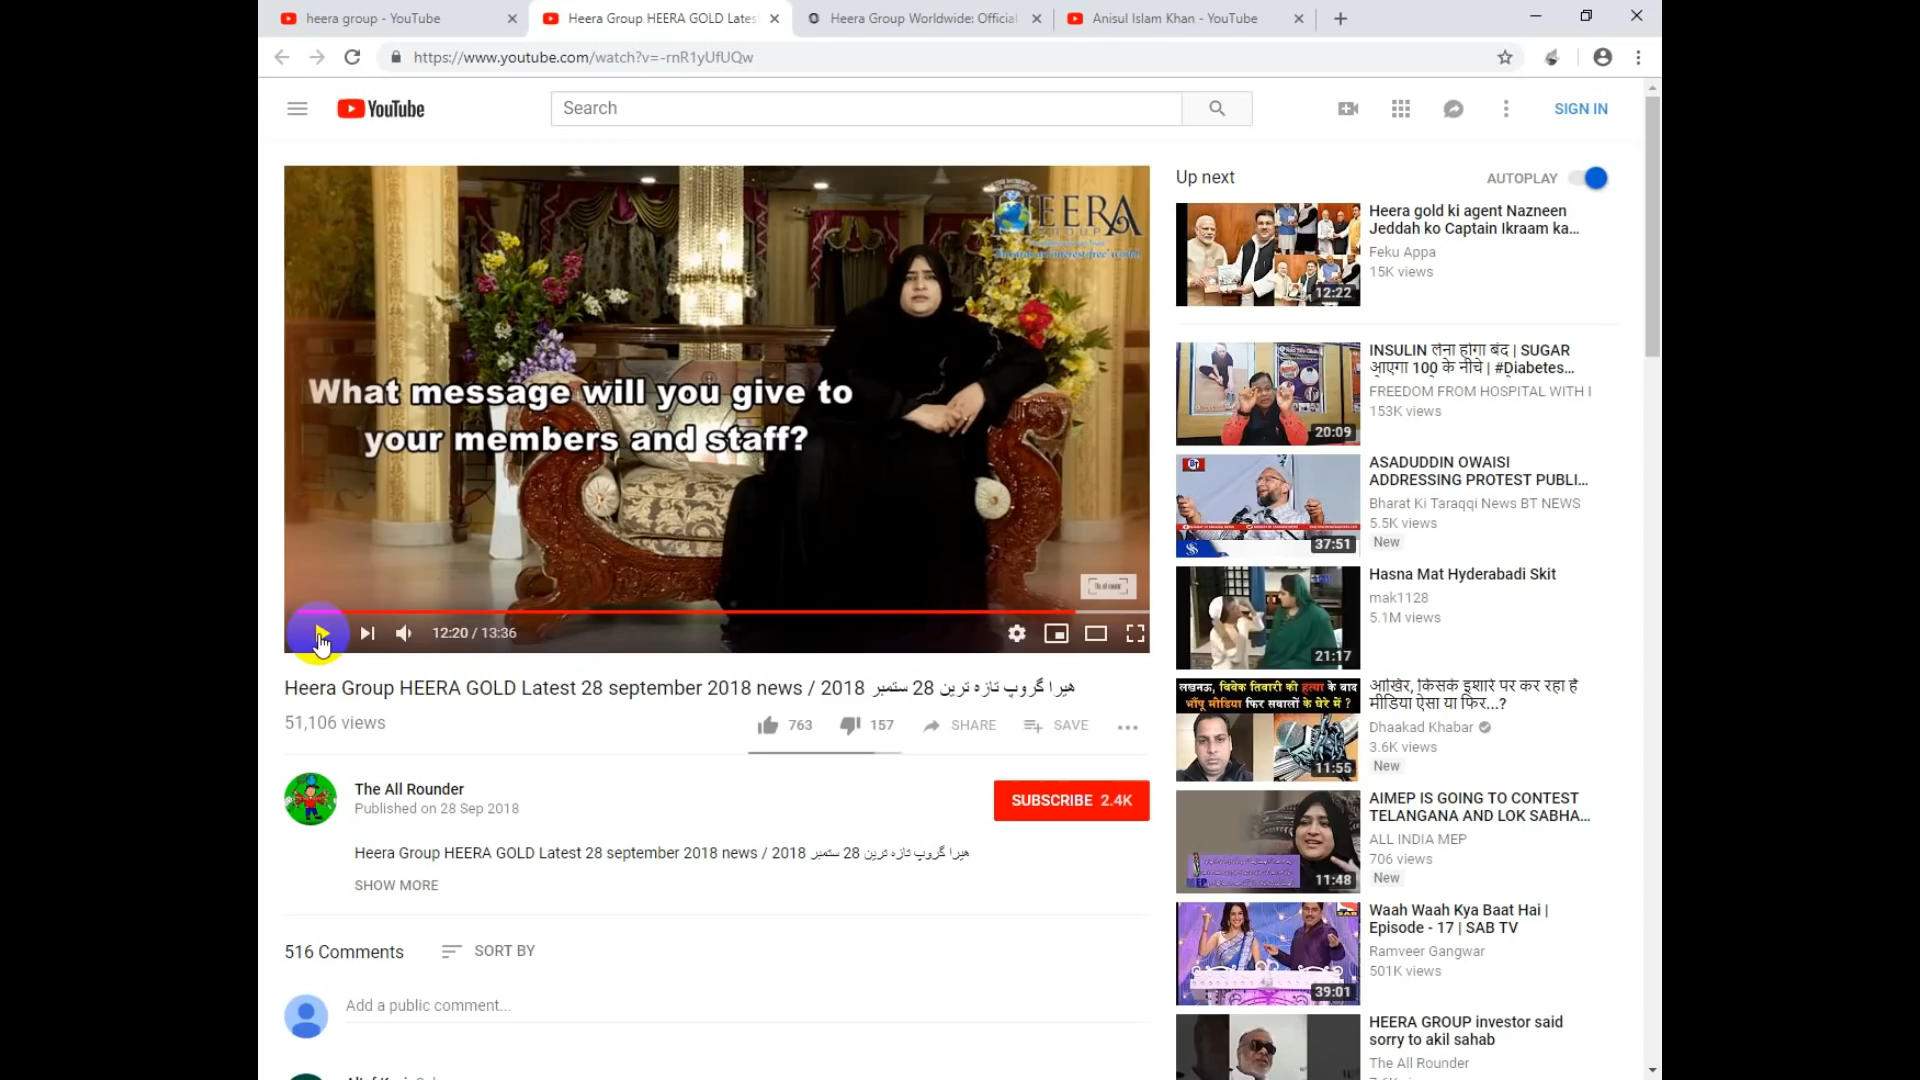 heera group - YouTube
Heera Group HEERA GOLD Lates
Heera Group Worldwide: Official
Anisul Islam Khan - YouTube
https://www.youtube.com/watch?v=-rnR1yUfUQw
YouTube
Search
SIGN IN
HEERA
GROUP
What message will you give to
your members and staff?
12:20 / 13:36
Heera Group HEERA GOLD Latest 28 september 2018 news / 2018 هیرا گروپ تازہ ترین 28 ستمبر
51,106 views
763
157
SHARE
SAVE
The All Rounder
Published on 28 Sep 2018
SUBSCRIBE 2.4K
Heera Group HEERA GOLD Latest 28 september 2018 news / 2018 هیرا گروپ تازہ ترین 28 ستمبر
SHOW MORE
516 Comments
SORT BY
Add a public comment...
Up next
AUTOPLAY
12:22
Heera gold ki agent Nazneen
Jeddah ko Captain Ikraam ka...
Feku Appa
15K views
20:09
INSULIN लेना होगा बंद | SUGAR
आएगा 100 के नीचे | #Diabetes...
FREEDOM FROM HOSPITAL WITH I
153K views
37:51
ASADUDDIN OWAISI
ADDRESSING PROTEST PUBLI...
Bharat Ki Taraqqi News BT NEWS
5.5K views
New
21:17
Hasna Mat Hyderabadi Skit
mak1128
5.1M views
लखनऊ, विवेक तिवारी की हत्या के बाद
भोंपू मीडिया फिर सवालों के घेरे में ?
11:55
आखिर, किसके इशारे पर कर रहा है
मीडिया ऐसा या फिर...?
Dhaakad Khabar
3.6K views
New
11:48
AIMEP IS GOING TO CONTEST
TELANGANA AND LOK SABHA...
ALL INDIA MEP
706 views
New
SAB
39:01
Waah Waah Kya Baat Hai |
Episode - 17 | SAB TV
Ramveer Gangwar
501K views
HEERA GROUP investor said
sorry to akil sahab
The All Rounder